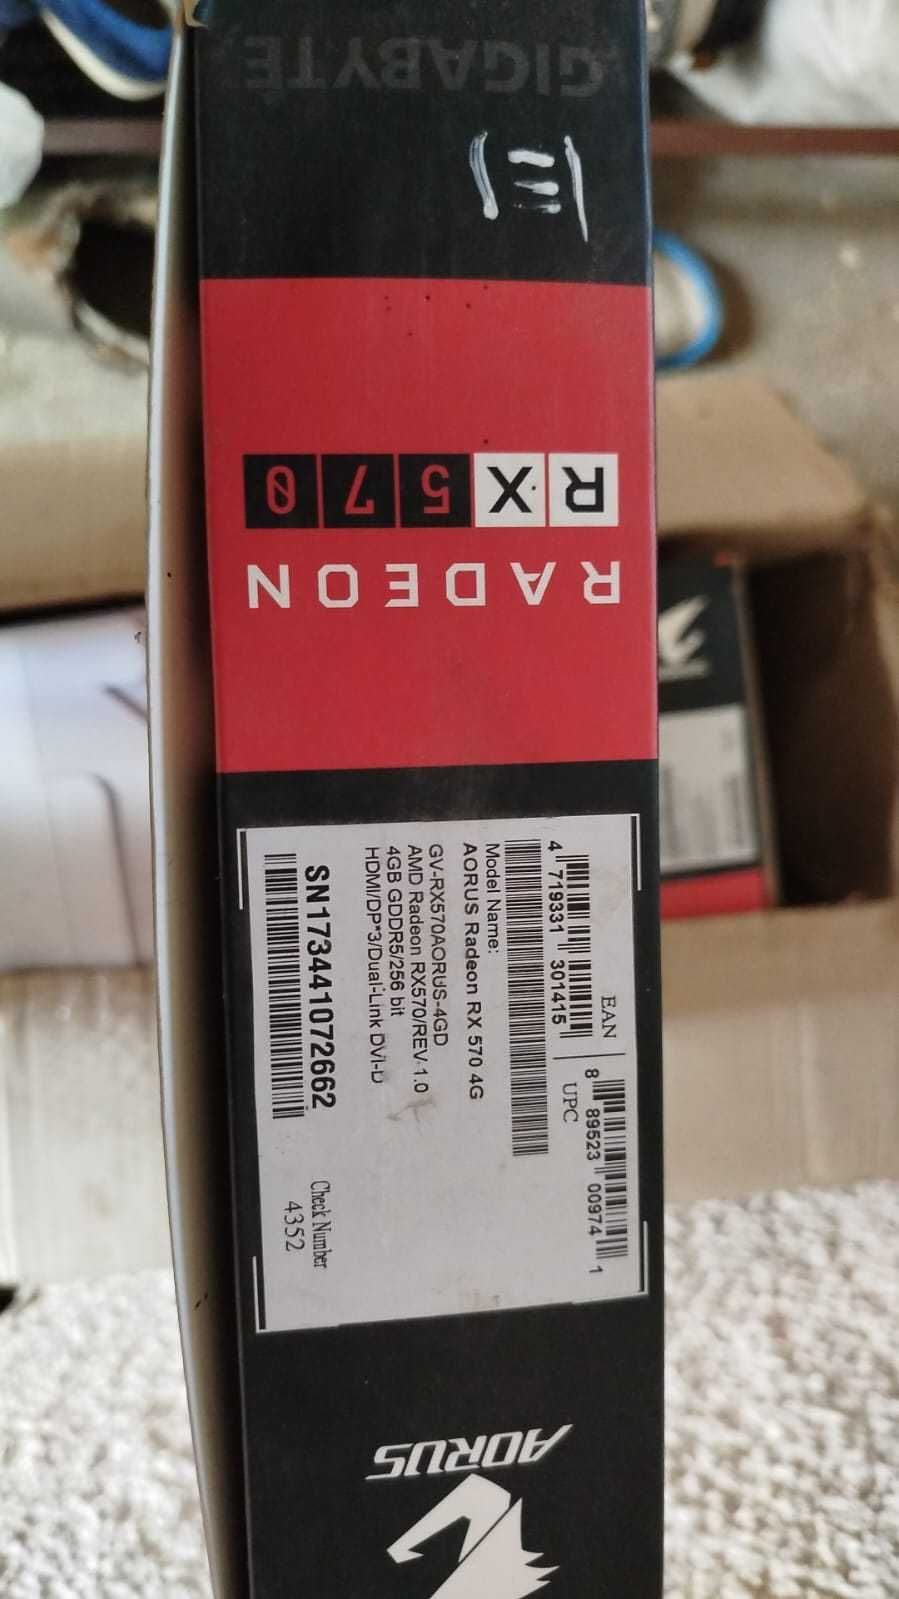 GIGABYTE
RX570
RADEON
EAN
4 719331 301415
UPC
8 89523 00974 1
Model Name:
AORUS Radeon RX 570 4G
GV-RX570AORUS-4GD
AMD Radeon RX570/REV 1.0
4GB GDDR5/256 bit
HDMI/DP*3/Dual-Link DVI-D
SN173441072662
Check Number
4352
AORUS